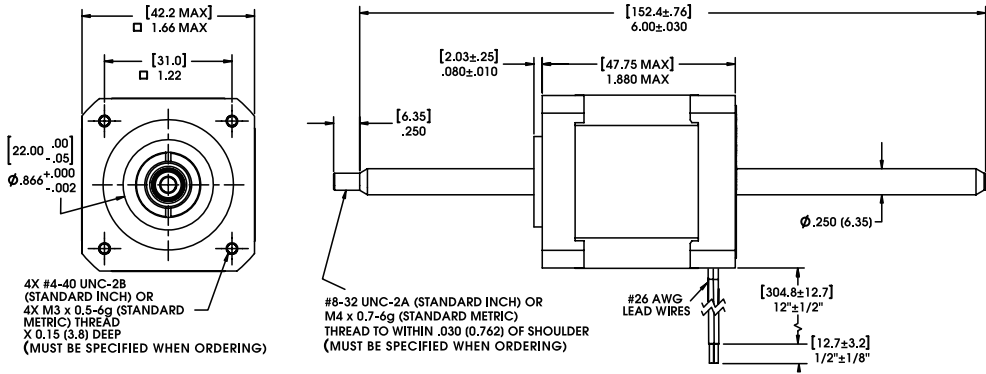 [42.2 MAX]
□ 1.66 MAX
[31.0]
□ 1.22
[22.00 .00
-.05]
Ø.866 +.000
-.002
4X #4-40 UNC-2B
(STANDARD INCH) OR
4X M3 x 0.5-6g (STANDARD
METRIC) THREAD
X 0.15 (3.8) DEEP
(MUST BE SPECIFIED WHEN ORDERING)
[152.4±.76]
6.00±.030
[2.03±.25]
.080±.010
[47.75 MAX]
1.880 MAX
[6.35]
.250
Ø.250 (6.35)
#8-32 UNC-2A (STANDARD INCH) OR
M4 x 0.7-6g (STANDARD METRIC)
THREAD TO WITHIN .030 (0.762) OF SHOULDER
(MUST BE SPECIFIED WHEN ORDERING)
#26 AWG
LEAD WIRES
[304.8±12.7]
12"±1/2"
[12.7±3.2]
1/2"±1/8"